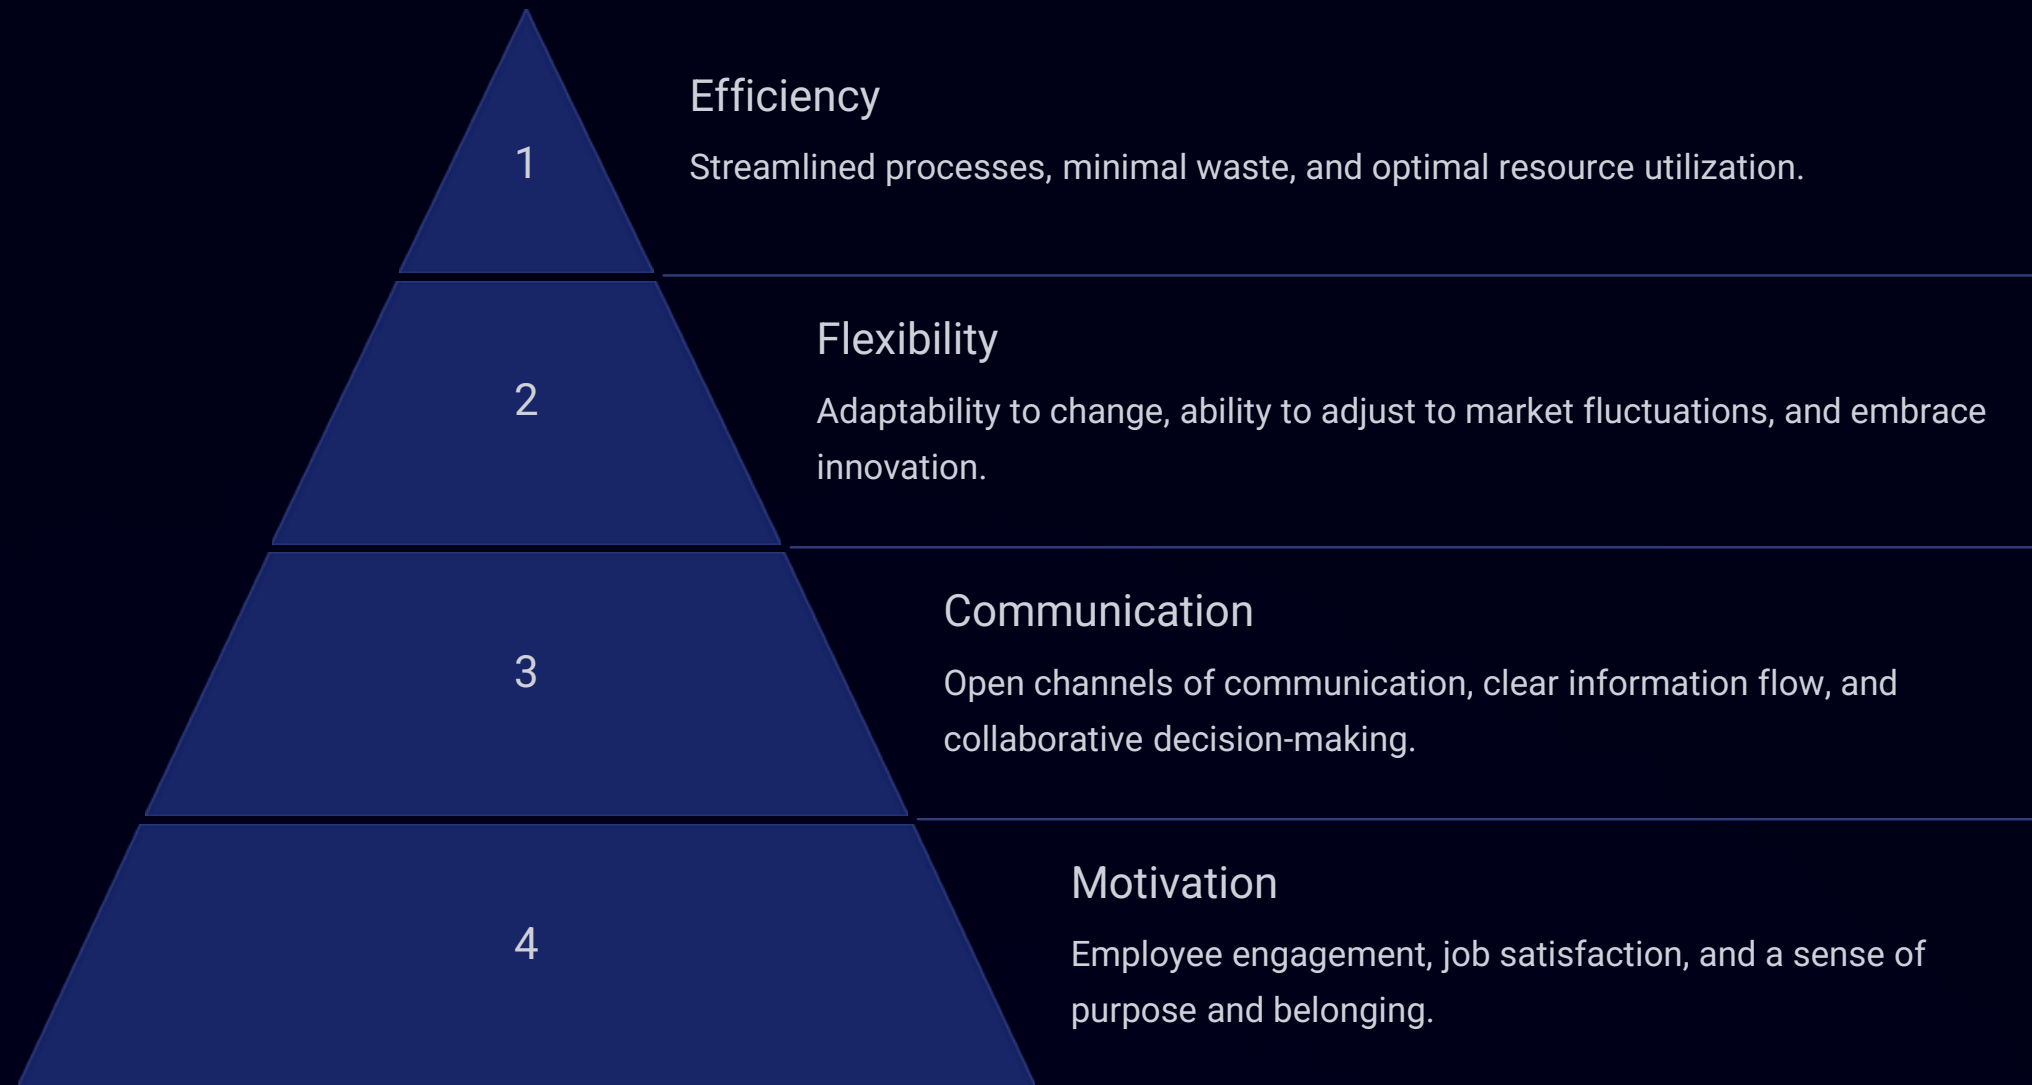 1
Efficiency
Streamlined processes, minimal waste, and optimal resource utilization.
2
Flexibility
Adaptability to change, ability to adjust to market fluctuations, and embrace
innovation.
3
Communication
Open channels of communication, clear information flow, and
collaborative decision-making.
4
Motivation
Employee engagement, job satisfaction, and a sense of
purpose and belonging.